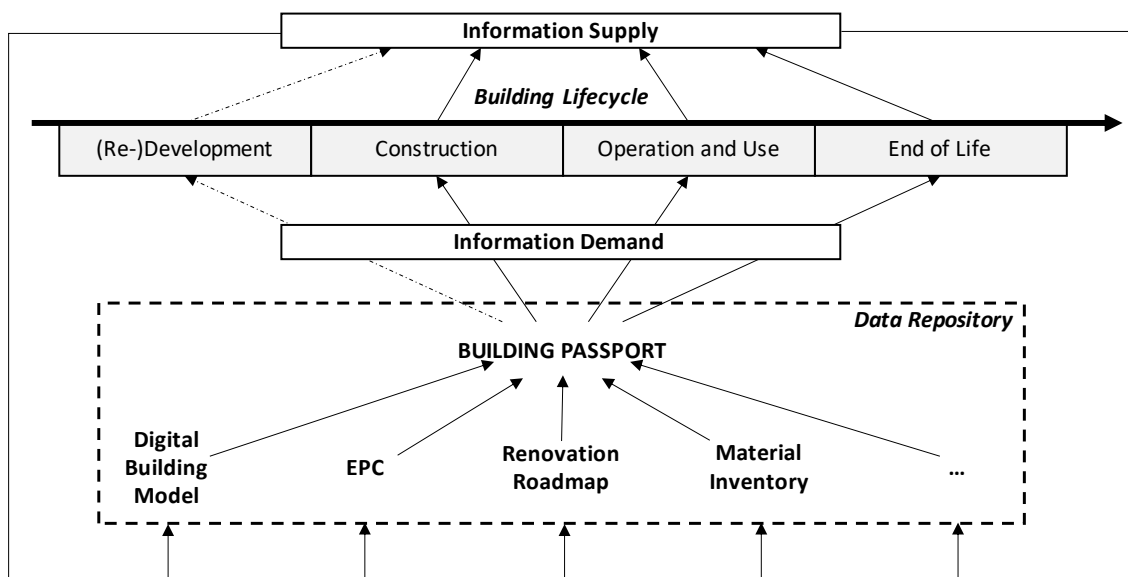 Information Supply
Building Lifecycle
(Re-)Development
Construction
Operation and Use
End of Life
Information Demand
Data Repository
BUILDING PASSPORT
Digital
Building
Model
EPC
Renovation
Roadmap
Material
Inventory
...